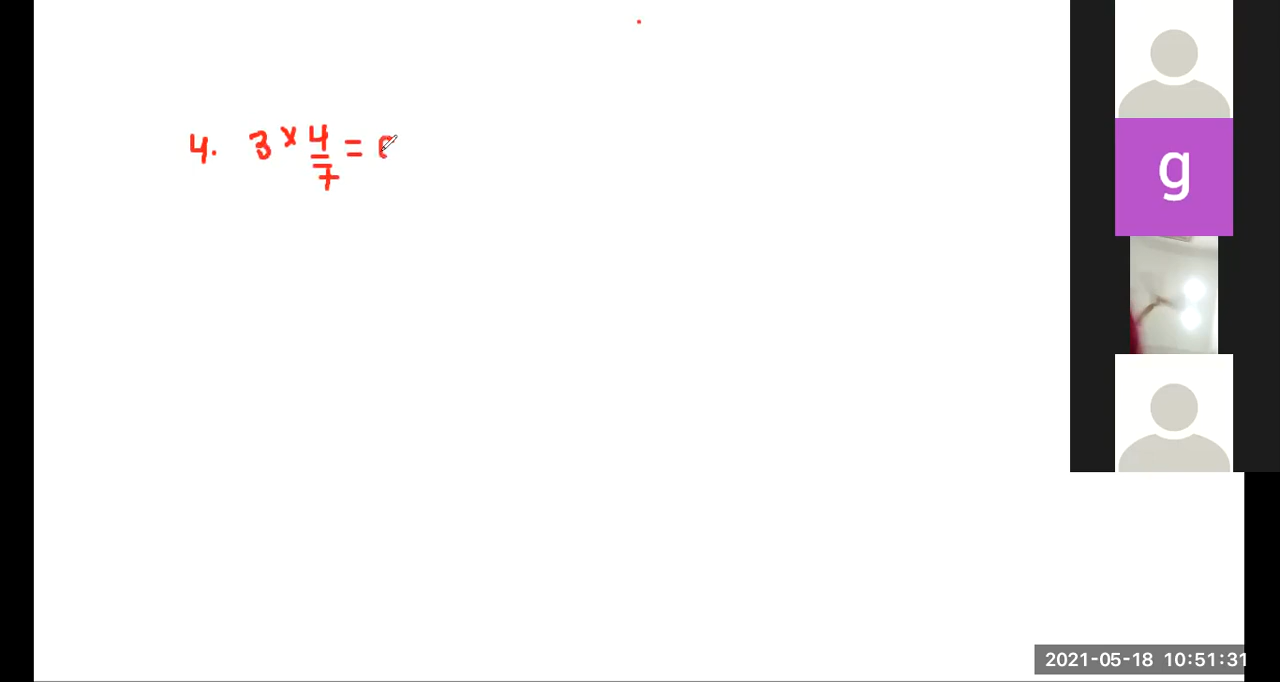 4. 3 × 4/7 =
g
2021-05-18 10:51:31